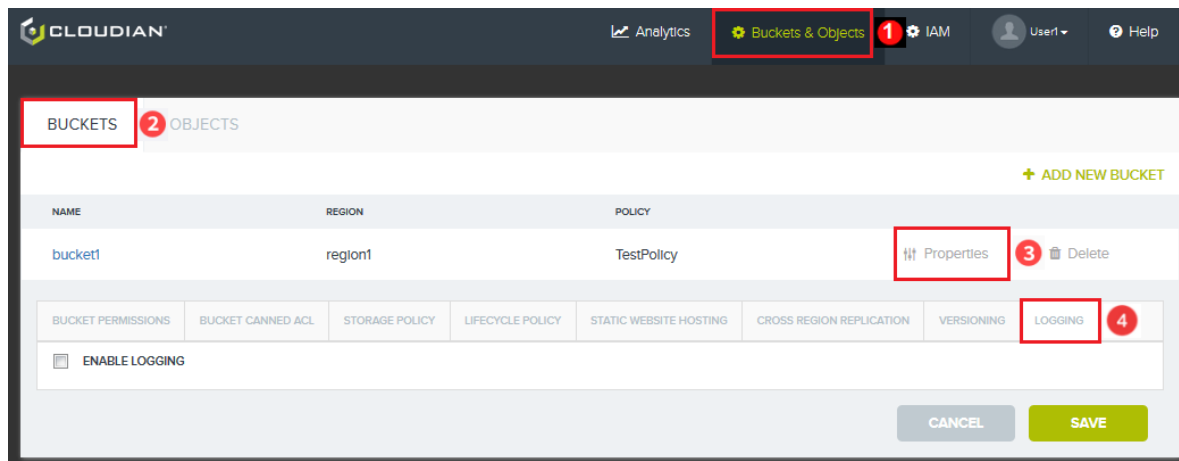 CLOUDIAN
Analytics
Buckets & Objects
1
IAM
User1
Help
BUCKETS
2
OBJECTS
+ ADD NEW BUCKET
NAME REGION POLICY
bucket1 region1 TestPolicy Properties 3 Delete
BUCKET PERMISSIONS BUCKET CANNED ACL STORAGE POLICY LIFECYCLE POLICY STATIC WEBSITE HOSTING CROSS REGION REPLICATION VERSIONING LOGGING 4
ENABLE LOGGING
CANCEL SAVE